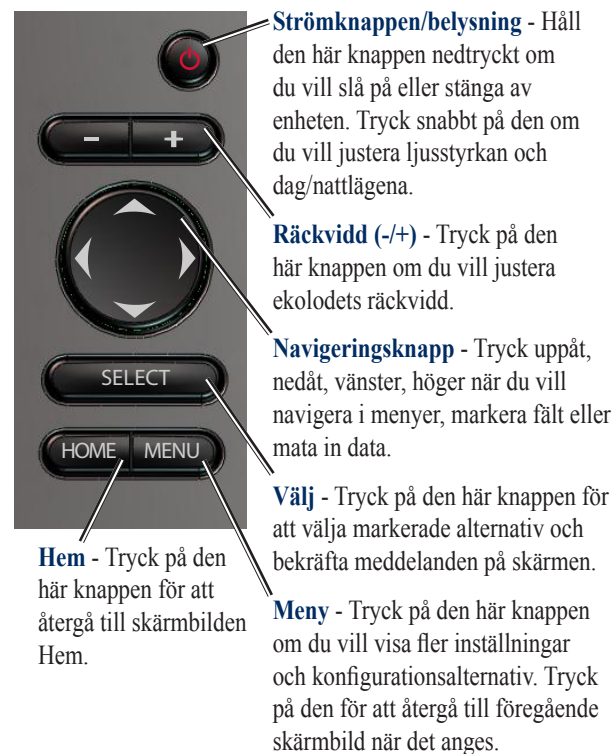 Strömknappen/belysning - Håll
den här knappen nedtryckt om
du vill slå på eller stänga av
enheten. Tryck snabbt på den om
du vill justera ljusstyrkan och
dag/nattlägena.
- +
Räckvidd (-/+) - Tryck på den
här knappen om du vill justera
ekolodets räckvidd.
Navigeringsknapp - Tryck uppåt,
nedåt, vänster, höger när du vill
navigera i menyer, markera fält eller
mata in data.
SELECT
Välj - Tryck på den här knappen för
att välja markerade alternativ och
bekräfta meddelanden på skärmen.
HOME MENU
Hem - Tryck på den
här knappen för att
återgå till skärmbilden
Hem.
Meny - Tryck på den här knappen
om du vill visa fler inställningar
och konfigurationsalternativ. Tryck
på den för att återgå till föregående
skärmbild när det anges.